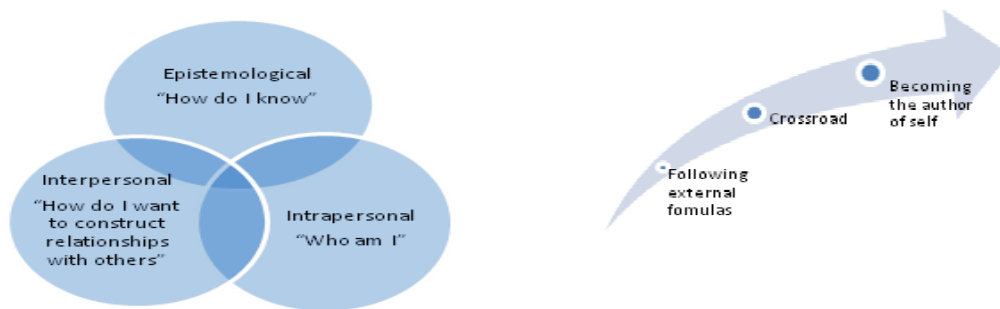 Epistemological
“How do I know”
Interpersonal
“How do I want
to construct
relationships
with others”
Intrapersonal
“Who am I”
Following
external
fomulas
Crossroad
Becoming
the author
of self